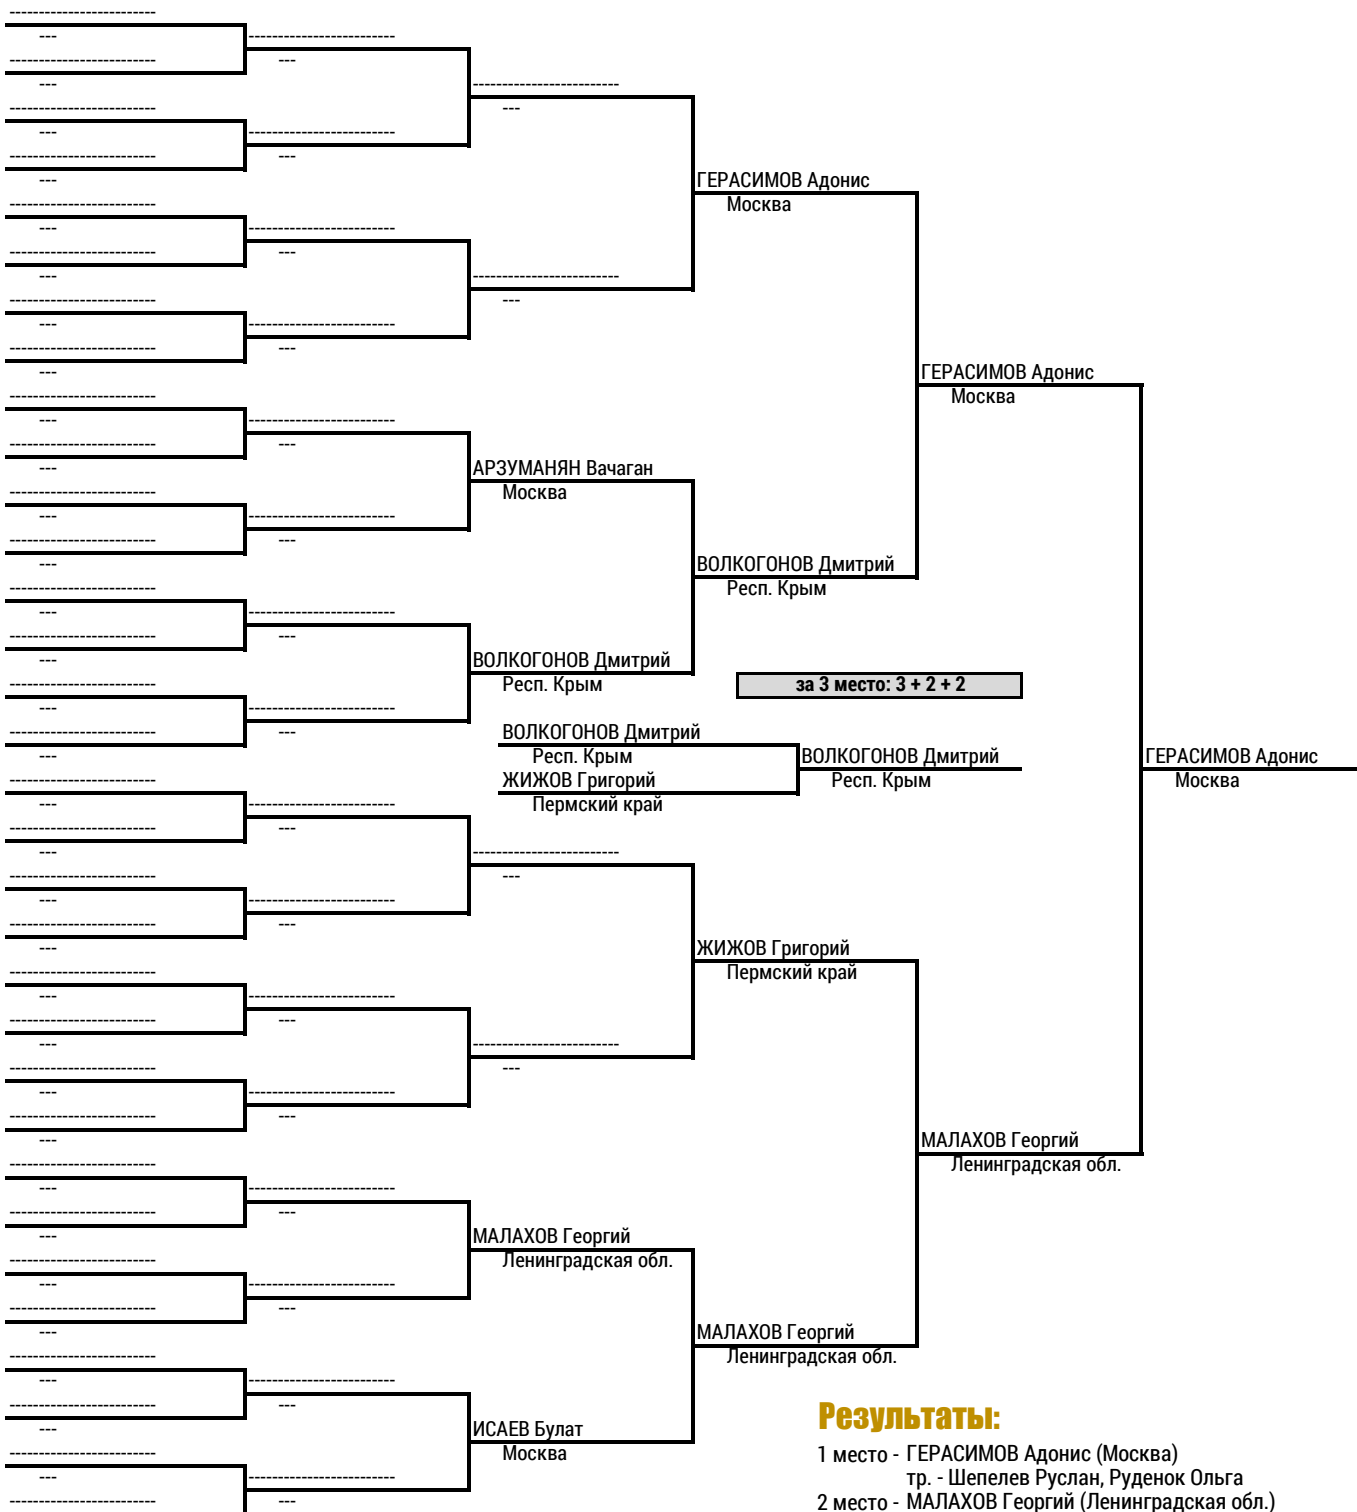 ГЕРАСИМОВ Адонис
Москва
ГЕРАСИМОВ Адонис
Москва
АРЗУМАНЯН Вачаган
Москва
ВОЛКОГОНОВ Дмитрий
Респ. Крым
ВОЛКОГОНОВ Дмитрий
Респ. Крым
за 3 место: 3 + 2 + 2
ВОЛКОГОНОВ Дмитрий
Респ. Крым
ВОЛКОГОНОВ Дмитрий
Респ. Крым
ЖИЖОВ Григорий
Пермский край
ГЕРАСИМОВ Адонис
Москва
ЖИЖОВ Григорий
Пермский край
МАЛАХОВ Георгий
Ленинградская обл.
МАЛАХОВ Георгий
Ленинградская обл.
МАЛАХОВ Георгий
Ленинградская обл.
ИСАЕВ Булат
Москва
Результаты:
1 место - ГЕРАСИМОВ Адонис (Москва)
тр. - Шепелев Руслан, Руденок Ольга
2 место - МАЛАХОВ Георгий (Ленинградская обл.)